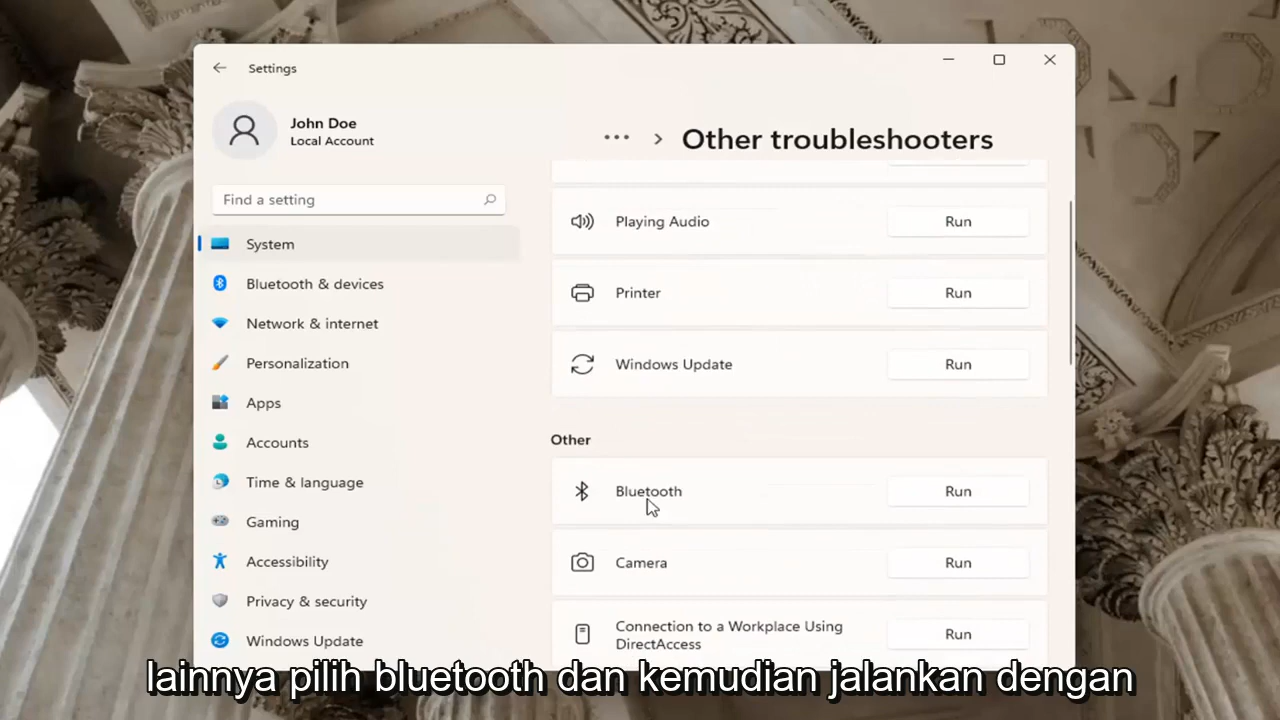 Settings
John Doe
Local Account
Find a setting
System
Bluetooth & devices
Network & internet
Personalization
Apps
Accounts
Time & language
Gaming
Accessibility
Privacy & security
Windows Update
... > Other troubleshooters
Playing Audio Run
Printer Run
Windows Update Run
Other
Bluetooth Run
Camera Run
Connection to a Workplace Using
DirectAccess Run
lainnya pilih bluetooth dan kemudian jalankan dengan